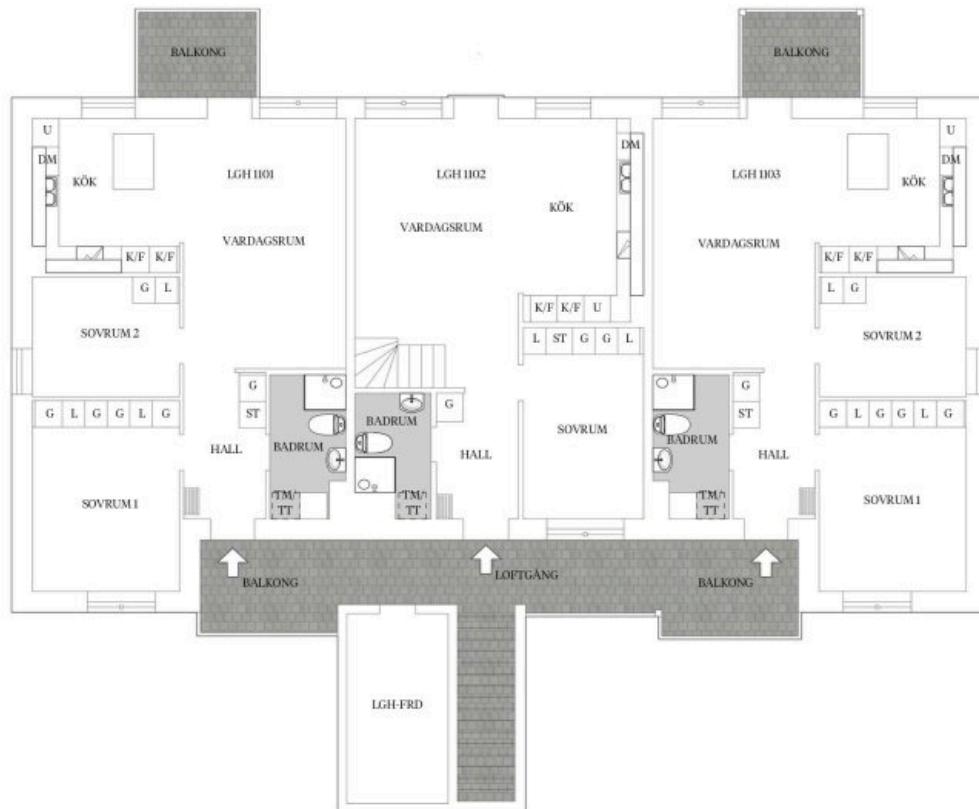 BALKONG
BALKONG
U
DM
KÖK
LGH 1101
VARDAGSRUM
K/F K/F
G L
SOVRUM 2
G L G G L G
SOVRUM 1
HALL
G
ST
BADRUM
TM/
TT
LGH 1102
VARDAGSRUM
DM
KÖK
K/F K/F U
L ST G G L
SOVRUM
G
BADRUM
HALL
TM/
TT
LGH 1103
VARDAGSRUM
U
DM
KÖK
K/F K/F
L G
SOVRUM 2
G L G G L G
SOVRUM 1
HALL
G
ST
BADRUM
TM/
TT
BALKONG
LOFTGÅNG
BALKONG
LGH-FRD